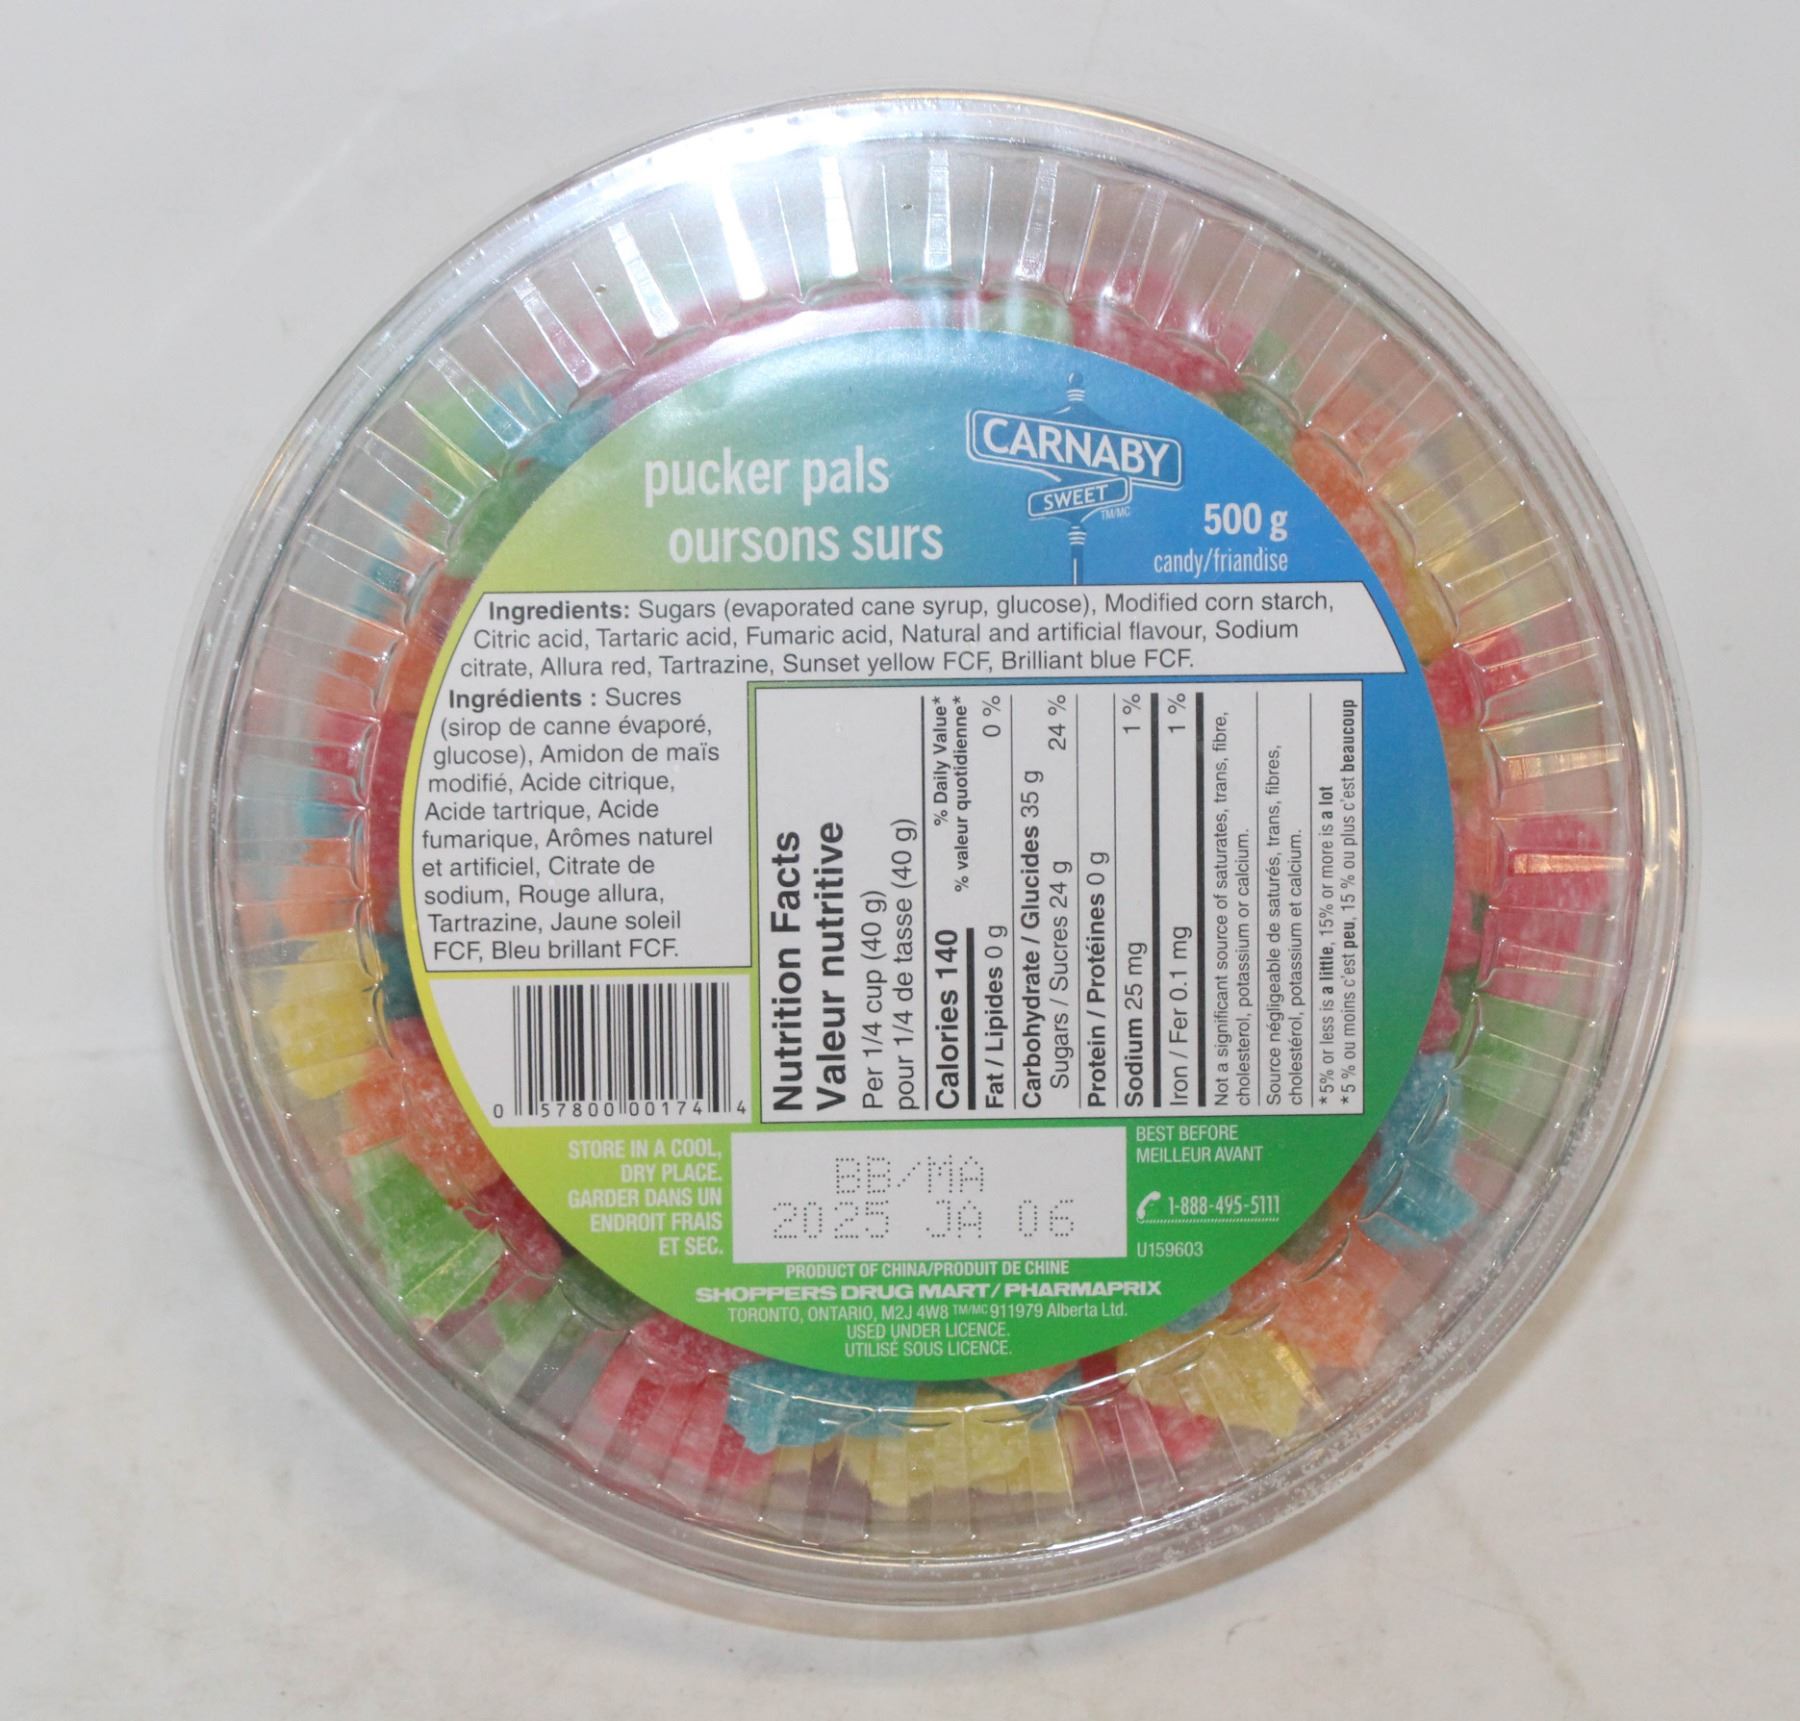 pucker pals
oursons surs
CARNABY
SWEET
TM/MC
500 g
candy/friandise
Ingredients: Sugars (evaporated cane syrup, glucose), Modified corn starch,
Citric acid, Tartaric acid, Fumaric acid, Natural and artificial flavour, Sodium
citrate, Allura red, Tartrazine, Sunset yellow FCF, Brilliant blue FCF.
Ingrédients : Sucres
(sirop de canne évaporé,
glucose), Amidon de maïs
modifié, Acide citrique,
Acide tartrique, Acide
fumarique, Arômes naturel
et artificiel, Citrate de
sodium, Rouge allura,
Tartrazine, Jaune soleil
FCF, Bleu brillant FCF.
Nutrition Facts
Valeur nutritive
Per 1/4 cup (40 g)
pour 1/4 de tasse (40 g)
% Daily Value*
Calories 140 % valeur quotidienne*
Fat / Lipides 0 g 0 %
Carbohydrate / Glucides 35 g
Sugars / Sucres 24 g 24 %
Protein / Protéines 0 g
Sodium 25 mg 1 %
Iron / Fer 0.1 mg 1 %
Not a significant source of saturates, trans, fibre,
cholesterol, potassium or calcium.
Source négligeable de saturés, trans, fibres,
cholestérol, potassium et calcium.
*5% or less is a little, 15% or more is a lot
*5 % ou moins c'est peu, 15 % ou plus c'est beaucoup
0 57800 00174 4
STORE IN A COOL,
DRY PLACE.
GARDER DANS UN
ENDROIT FRAIS
ET SEC.
BB/MA
2025 JA 06
BEST BEFORE
MEILLEUR AVANT
1-888-495-5111
U159603
PRODUCT OF CHINA/PRODUIT DE CHINE
SHOPPERS DRUG MART/PHARMAPRIX
TORONTO, ONTARIO, M2J 4W8 TM/MC 911979 Alberta Ltd.
USED UNDER LICENCE.
UTILISÉ SOUS LICENCE.